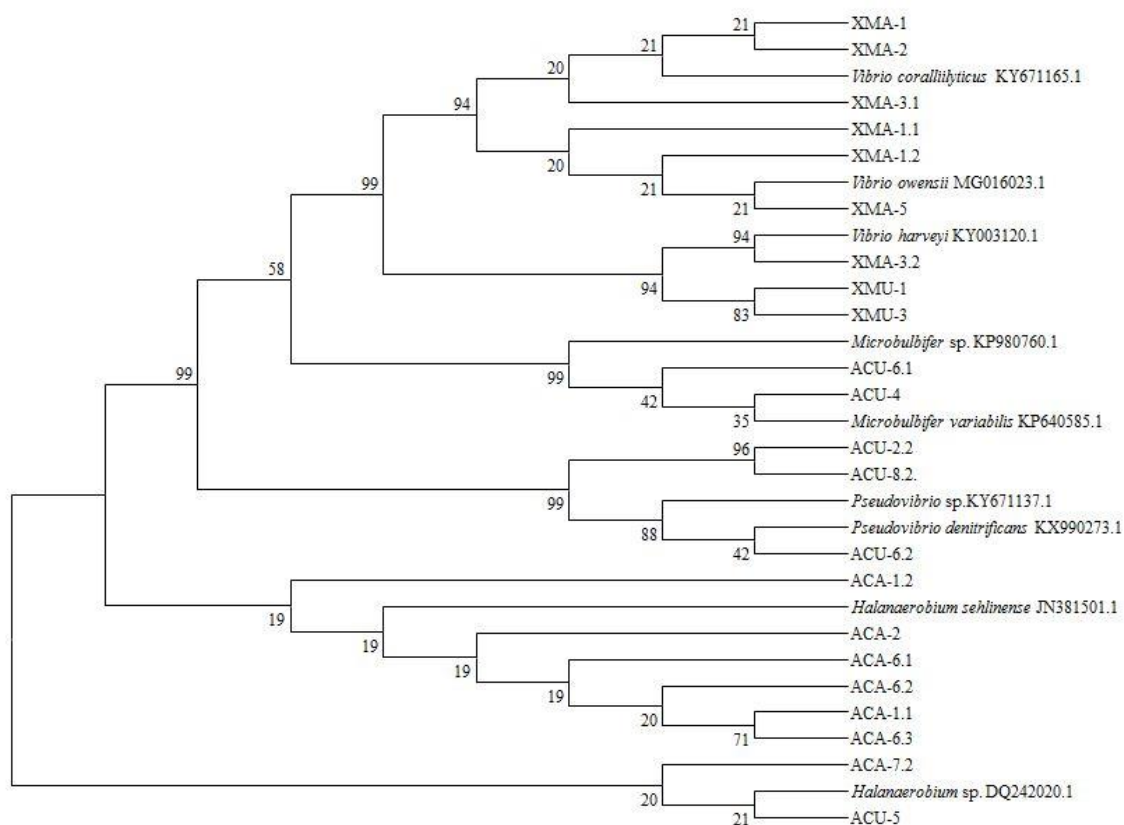 21 XMA-1
21 XMA-2
20 Vibrio coralliilyticus KY671165.1
94 XMA-3.1
XMA-1.1
20 XMA-1.2
99 21 Vibrio owensii MG016023.1
21 XMA-5
94 Vibrio harveyi KY003120.1
58 XMA-3.2
94 XMU-1
83 XMU-3
Microbulbifer sp. KP980760.1
99 99 ACU-6.1
42 ACU-4
35 Microbulbifer variabilis KP640585.1
96 ACU-2.2
ACU-8.2.
99 Pseudovibrio sp.KY671137.1
88 Pseudovibrio denitrificans KX990273.1
42 ACU-6.2
ACA-1.2
19 Halanaerobium sehlinense JN381501.1
19 ACA-2
19 ACA-6.1
19 ACA-6.2
20 ACA-1.1
71 ACA-6.3
ACA-7.2
20 Halanaerobium sp. DQ242020.1
21 ACU-5